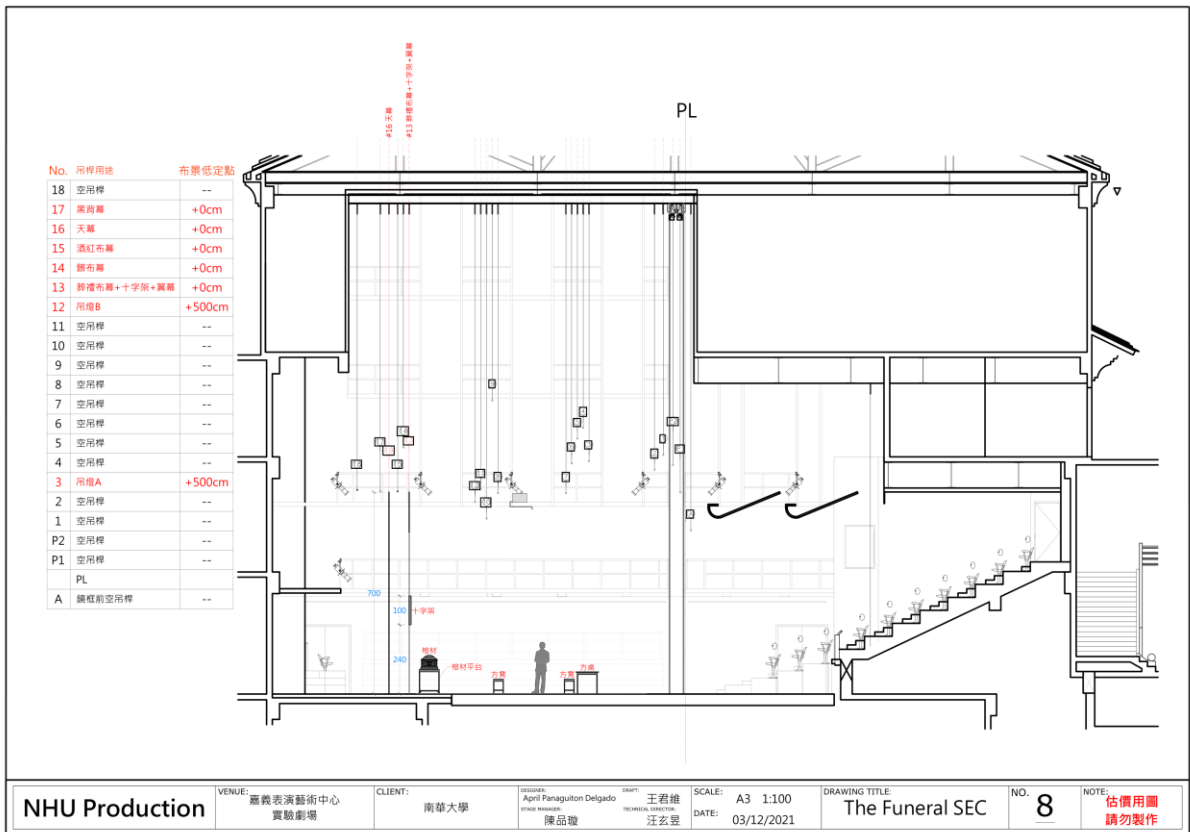 #16 天幕
#13 葬禮布幕+十字架+翼幕
PL
No. 吊桿用途 布景低定點
18 空吊桿 --
17 黑背幕 +0cm
16 天幕 +0cm
15 酒紅布幕 +0cm
14 髒布幕 +0cm
13 葬禮布幕+十字架+翼幕 +0cm
12 吊燈B +500cm
11 空吊桿 --
10 空吊桿 --
9 空吊桿 --
8 空吊桿 --
7 空吊桿 --
6 空吊桿 --
5 空吊桿 --
4 空吊桿 --
3 吊燈A +500cm
2 空吊桿 --
1 空吊桿 --
P2 空吊桿 --
P1 空吊桿 --
PL
A 鏡框前空吊桿 --
700
100 十字架
240
棺材
棺材平台
方凳
方凳
方桌
NHU Production
VENUE: 嘉義表演藝術中心
實驗劇場
CLIENT:
南華大學
DESIGNER:
April Panaguiton Delgado
STAGE MANAGER:
陳品璇
DRAFT: 王君維
TECHNICAL DIRECTOR:
汪玄昱
SCALE: A3 1:100
DATE: 03/12/2021
DRAWING TITLE:
The Funeral SEC
NO. 8
NOTE: 估價用圖
請勿製作